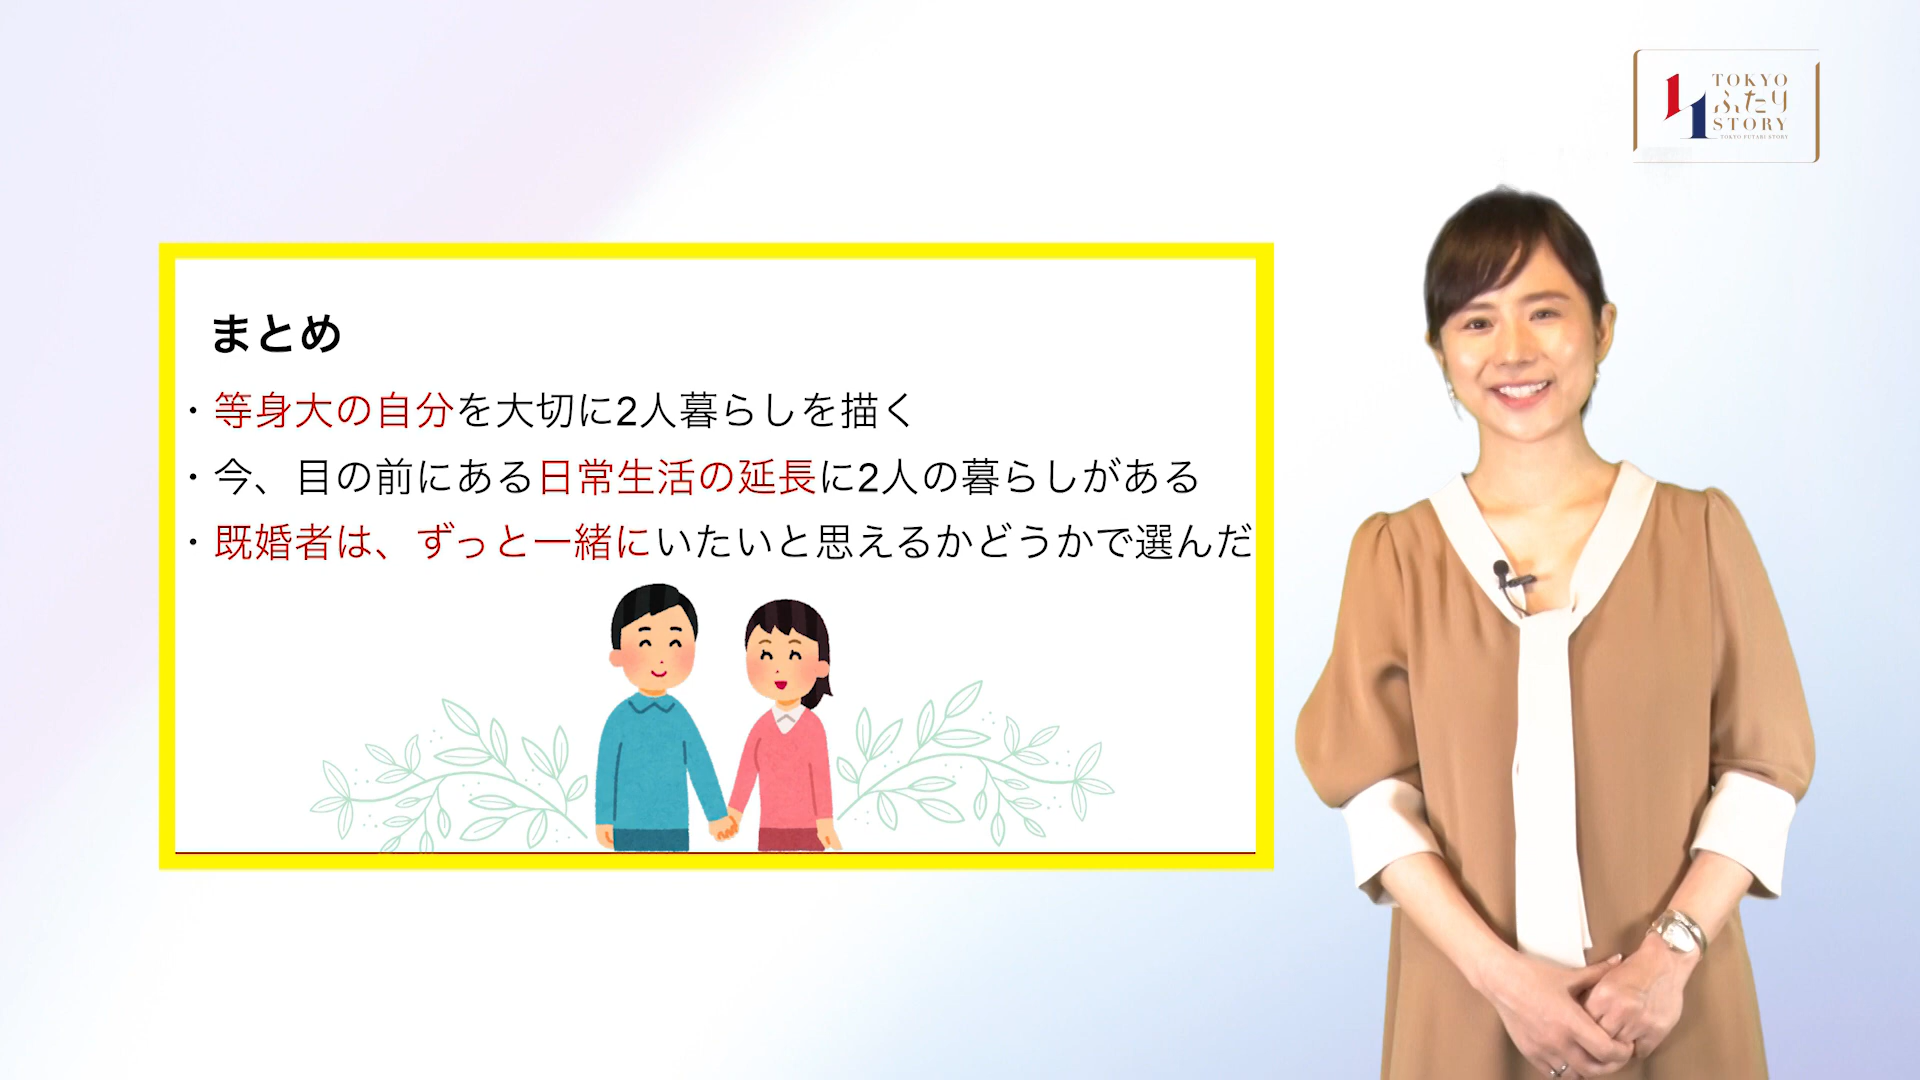 TOKYO
ふたり
STORY
TOKYO FUTARI STORY
まとめ
・等身大の自分を大切に2人暮らしを描く
・今、目の前にある日常生活の延長に2人の暮らしがある
・既婚者は、ずっと一緒にいたいと思えるかどうかで選んだ